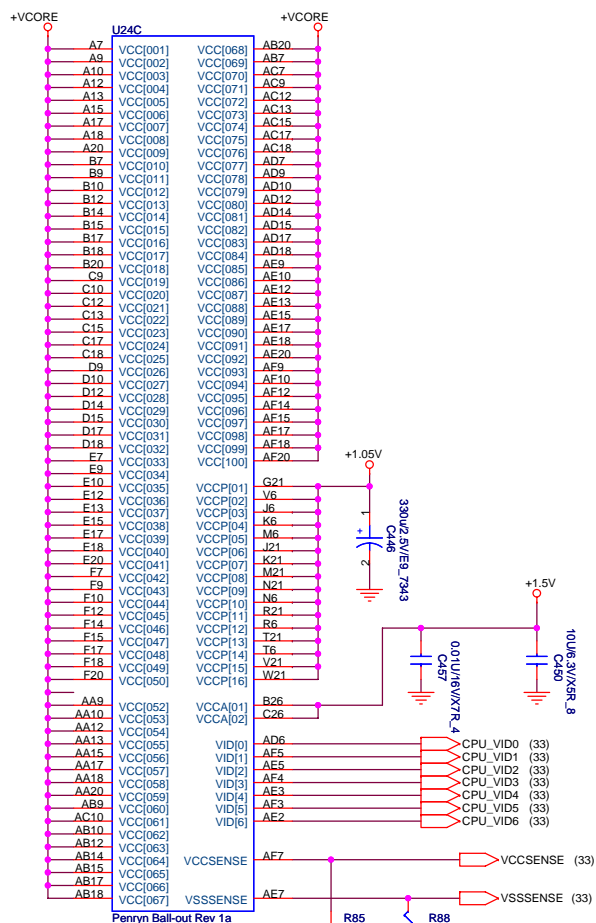 +VCORE +VCORE
U24C
A7 VCC[001] VCC[068] AB20
A9 VCC[002] VCC[069] AB7
A10 VCC[003] VCC[070] AC7
A12 VCC[004] VCC[071] AC9
A13 VCC[005] VCC[072] AC12
A15 VCC[006] VCC[073] AC13
A17 VCC[007] VCC[074] AC15
A18 VCC[008] VCC[075] AC17
A20 VCC[009] VCC[076] AC18
B7 VCC[010] VCC[077] AD7
B9 VCC[011] VCC[078] AD9
B10 VCC[012] VCC[079] AD10
B12 VCC[013] VCC[080] AD12
B14 VCC[014] VCC[081] AD14
B15 VCC[015] VCC[082] AD15
B17 VCC[016] VCC[083] AD17
B18 VCC[017] VCC[084] AD18
B20 VCC[018] VCC[085] AE9
C9 VCC[019] VCC[086] AE10
C10 VCC[020] VCC[087] AE12
C12 VCC[021] VCC[088] AE13
C13 VCC[022] VCC[089] AE15
C15 VCC[023] VCC[090] AE17
C17 VCC[024] VCC[091] AE18
C18 VCC[025] VCC[092] AE20
D9 VCC[026] VCC[093] AF9
D10 VCC[027] VCC[094] AF10
D12 VCC[028] VCC[095] AF12
D14 VCC[029] VCC[096] AF14
D15 VCC[030] VCC[097] AF15
D17 VCC[031] VCC[098] AF17
D18 VCC[032] VCC[099] AF18
E7 VCC[033] VCC[100] AF20
+1.05V
E9 VCC[034]
E10 VCC[035] VCCP[01] G21
E12 VCC[036] VCCP[02] V6
E13 VCC[037] VCCP[03] J6
E15 VCC[038] VCCP[04] K6
E17 VCC[039] VCCP[05] M6
E18 VCC[040] VCCP[06] J21
E20 VCC[041] VCCP[07] K21
F7 VCC[042] VCCP[08] M21
F9 VCC[043] VCCP[09] N21
F10 VCC[044] VCCP[10] N6
F12 VCC[045] VCCP[11] R21
F14 VCC[046] VCCP[12] R6
F15 VCC[047] VCCP[13] T21
F17 VCC[048] VCCP[14] T6
F18 VCC[049] VCCP[15] V21
F20 VCC[050] VCCP[16] W21
1
+
2
330u/2.5V/E9_7343
C446
+1.5V
AA9 VCC[052] VCCA[01] B26
AA10 VCC[053] VCCA[02] C26
0.01U/16V/X7R_4
C457
10U/6.3V/X5R_8
C450
AA12 VCC[054]
AA13 VCC[055] VID[0] AD6 CPU_VID0 (33)
AA15 VCC[056] VID[1] AF5 CPU_VID1 (33)
AA17 VCC[057] VID[2] AE5 CPU_VID2 (33)
AA18 VCC[058] VID[3] AF4 CPU_VID3 (33)
AA20 VCC[059] VID[4] AE3 CPU_VID4 (33)
AB9 VCC[060] VID[5] AF3 CPU_VID5 (33)
AC10 VCC[061] VID[6] AE2 CPU_VID6 (33)
AB10 VCC[062]
AB12 VCC[063]
AB14 VCC[064] VCCSENSE AF7 VCCSENSE (33)
AB15 VCC[065]
AB17 VCC[066]
AB18 VCC[067] VSSSENSE AE7 VSSSENSE (33)
Penryn Ball-out Rev 1a
R85 R88